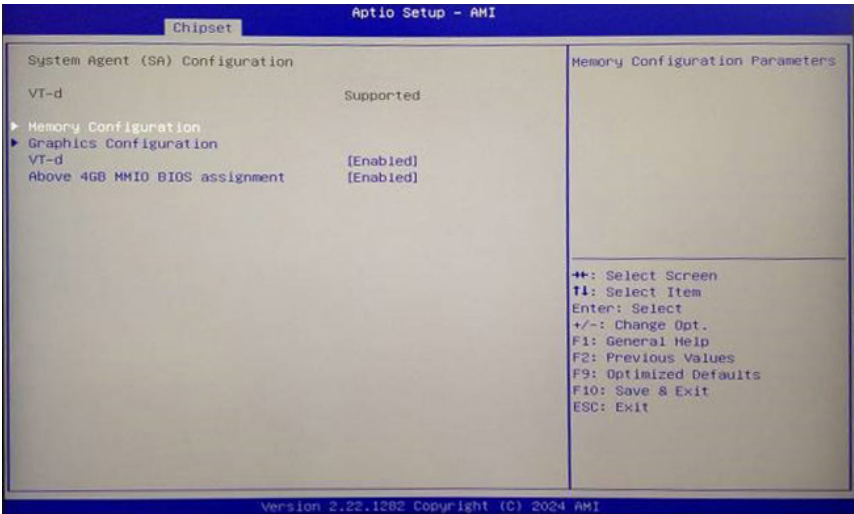 Aptio Setup - AMI
Chipset
System Agent (SA) Configuration
VT-d Supported
Memory Configuration
Graphics Configuration
VT-d [Enabled]
Above 4GB MMIO BIOS assignment [Enabled]
Memory Configuration Parameters
→←: Select Screen
↑↓: Select Item
Enter: Select
+/-: Change Opt.
F1: General Help
F2: Previous Values
F9: Optimized Defaults
F10: Save & Exit
ESC: Exit
Version 2.22.1282 Copyright (C) 2024 AMI